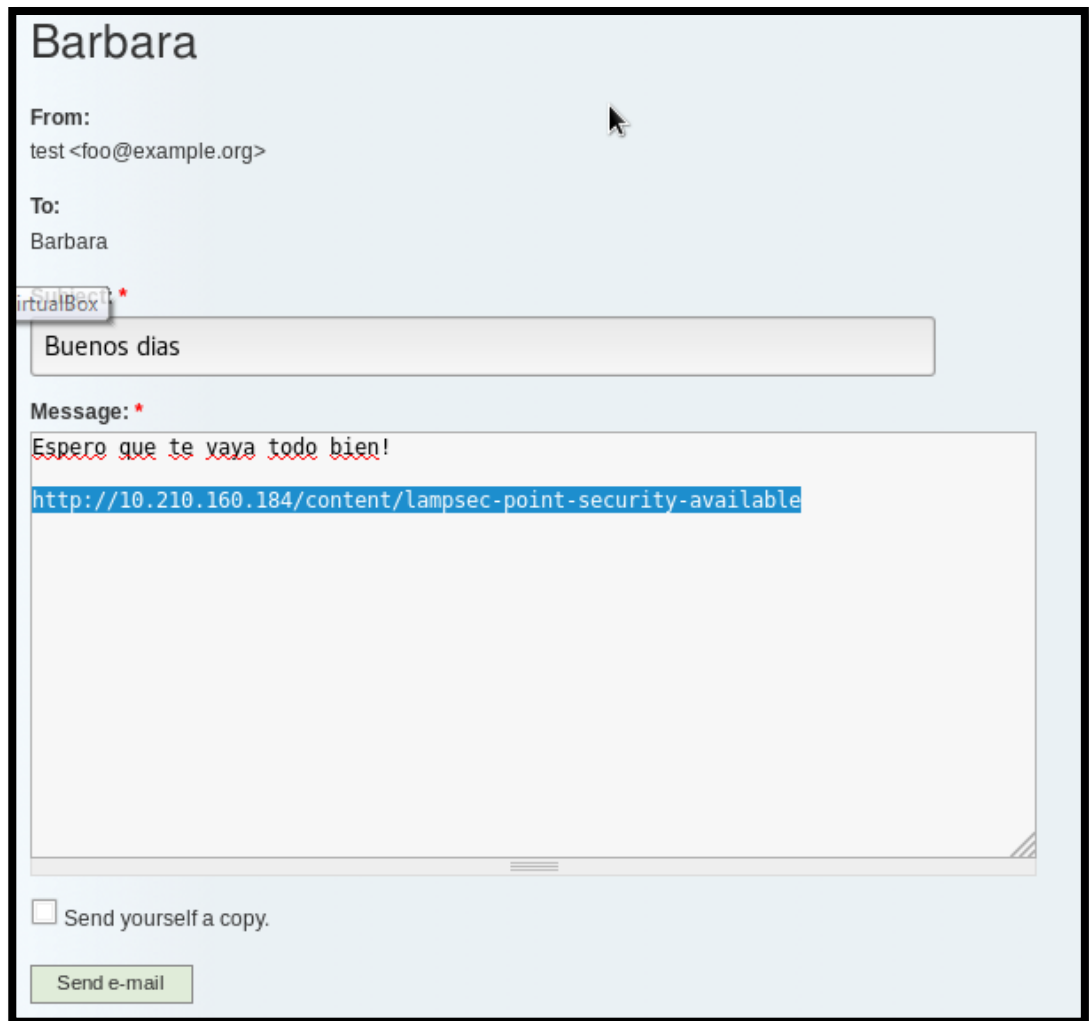 Barbara
From:
test <foo@example.org>
To:
Barbara
Subject: *
irtualBox
Buenos dias
Message: *
Espero que te vaya todo bien!
http://10.210.160.184/content/lampsec-point-security-available
Send yourself a copy.
Send e-mail